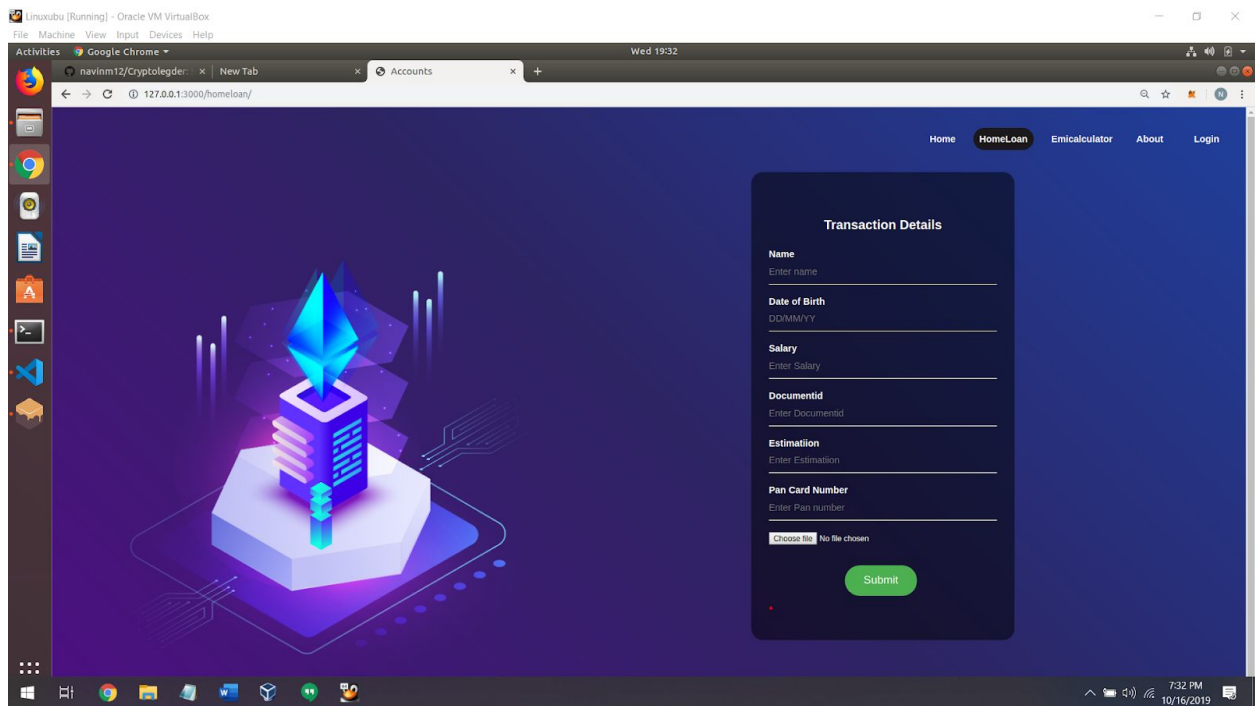 Linuxubu [Running] - Oracle VM VirtualBox
File Machine View Input Devices Help
Activities Google Chrome Wed 19:32
navinm12/Cryptolegder: New Tab Accounts
127.0.0.1:3000/homeloan/ N
Home HomeLoan Emicalculator About Login
Transaction Details
Name
Enter name
Date of Birth
DD/MM/YY
Salary
Enter Salary
Documentid
Enter Documentid
Estimatiion
Enter Estimatiion
Pan Card Number
Enter Pan number
Choose file No file chosen
Submit
7:32 PM
10/16/2019